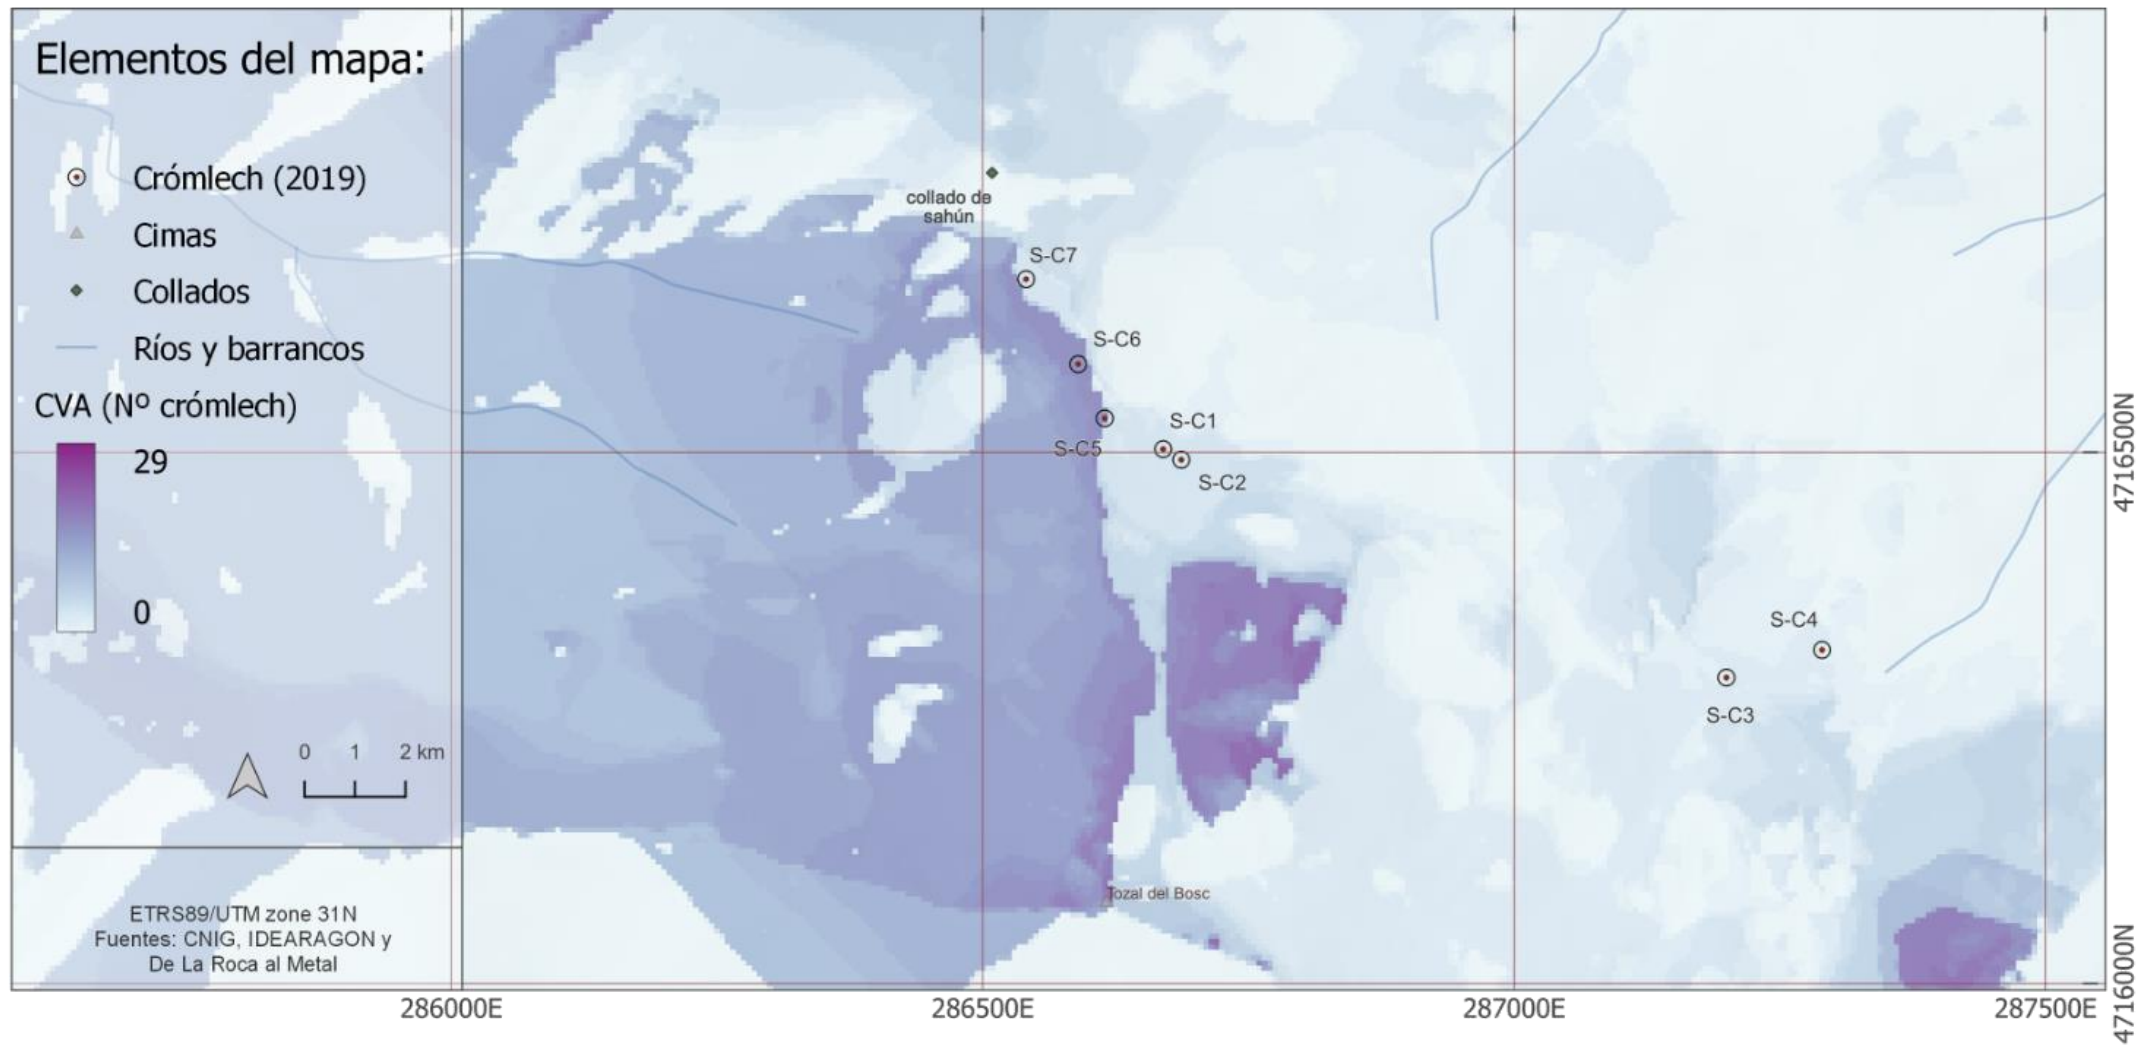 Elementos del mapa:
Crómlech (2019)
Cimas
Collados
Ríos y barrancos
CVA (Nº crómlech)
29
0
0 1 2 km
ETRS89/UTM zone 31N
Fuentes: CNIG, IDEARAGON y
De La Roca al Metal
collado de
sahún
S-C7
S-C6
S-C1
S-C5
S-C2
S-C4
S-C3
Tozal del Bosc
4716500N
4716000N
286000E
286500E
287000E
287500E